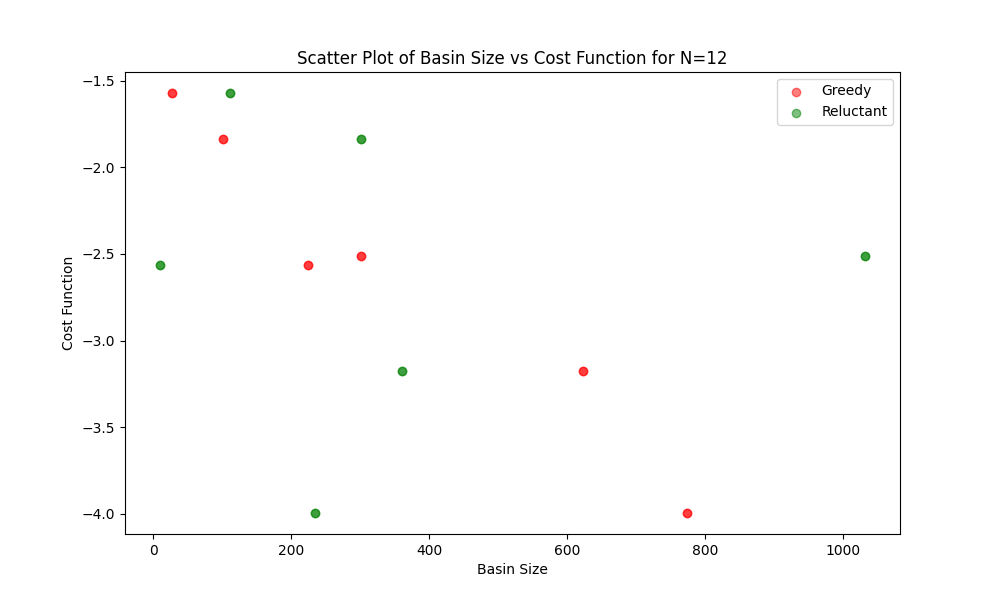 Scatter Plot of Basin Size vs Cost Function for N=12
Greedy
Reluctant
Cost Function
−1.5
−2.0
−2.5
−3.0
−3.5
−4.0
0
200
400
600
800
1000
Basin Size